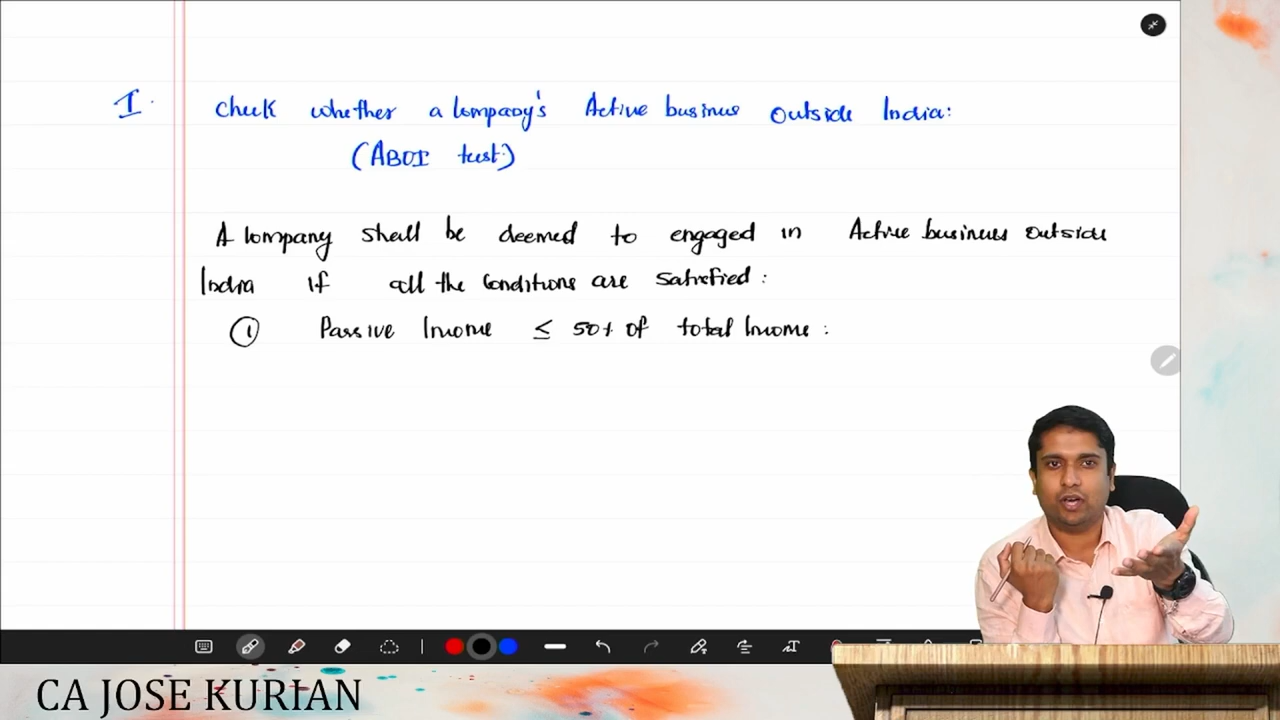 I. Check whether a Company's Active business Outside India:
(ABOI test)
A Company shall be deemed to engaged in Active business outside
India if all the Conditions are Satisfied:
① Passive Income ≤ 50% of total Income:
CA JOSE KURIAN